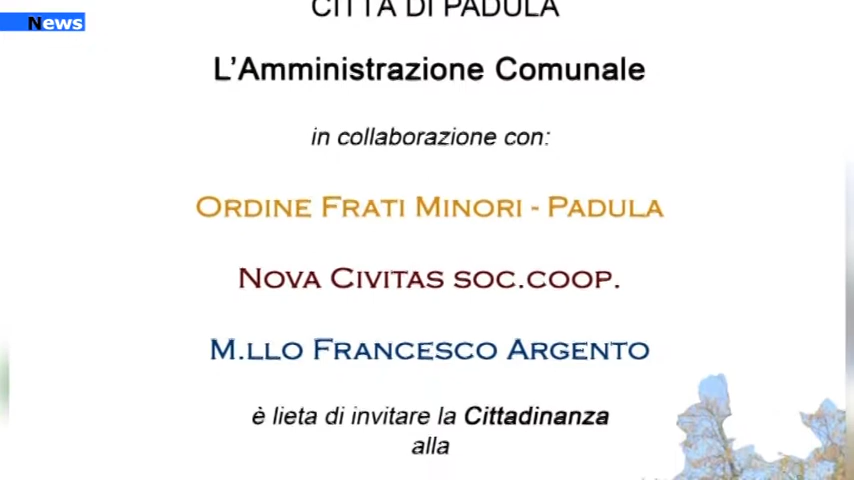 News
CITTÀ DI PADULA
L'Amministrazione Comunale
in collaborazione con:
ORDINE FRATI MINORI - PADULA
NOVA CIVITAS SOC.COOP.
M.LLO FRANCESCO ARGENTO
è lieta di invitare la Cittadinanza
alla